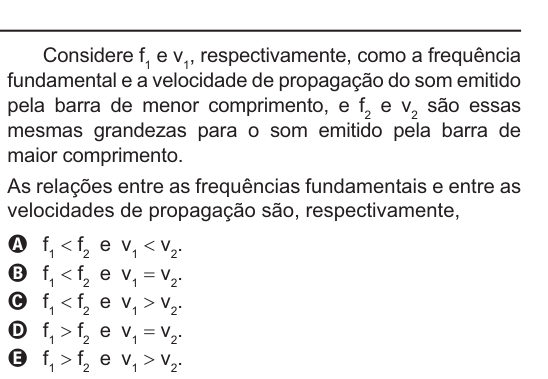 Considere f₁ e v₁, respectivamente, como a frequência
fundamental e a velocidade de propagação do som emitido
pela barra de menor comprimento, e f₂ e v₂ são essas
mesmas grandezas para o som emitido pela barra de
maior comprimento.
As relações entre as frequências fundamentais e entre as
velocidades de propagação são, respectivamente,
A f₁ < f₂ e v₁ < v₂.
B f₁ < f₂ e v₁ = v₂.
C f₁ < f₂ e v₁ > v₂.
D f₁ > f₂ e v₁ = v₂.
E f₁ > f₂ e v₁ > v₂.